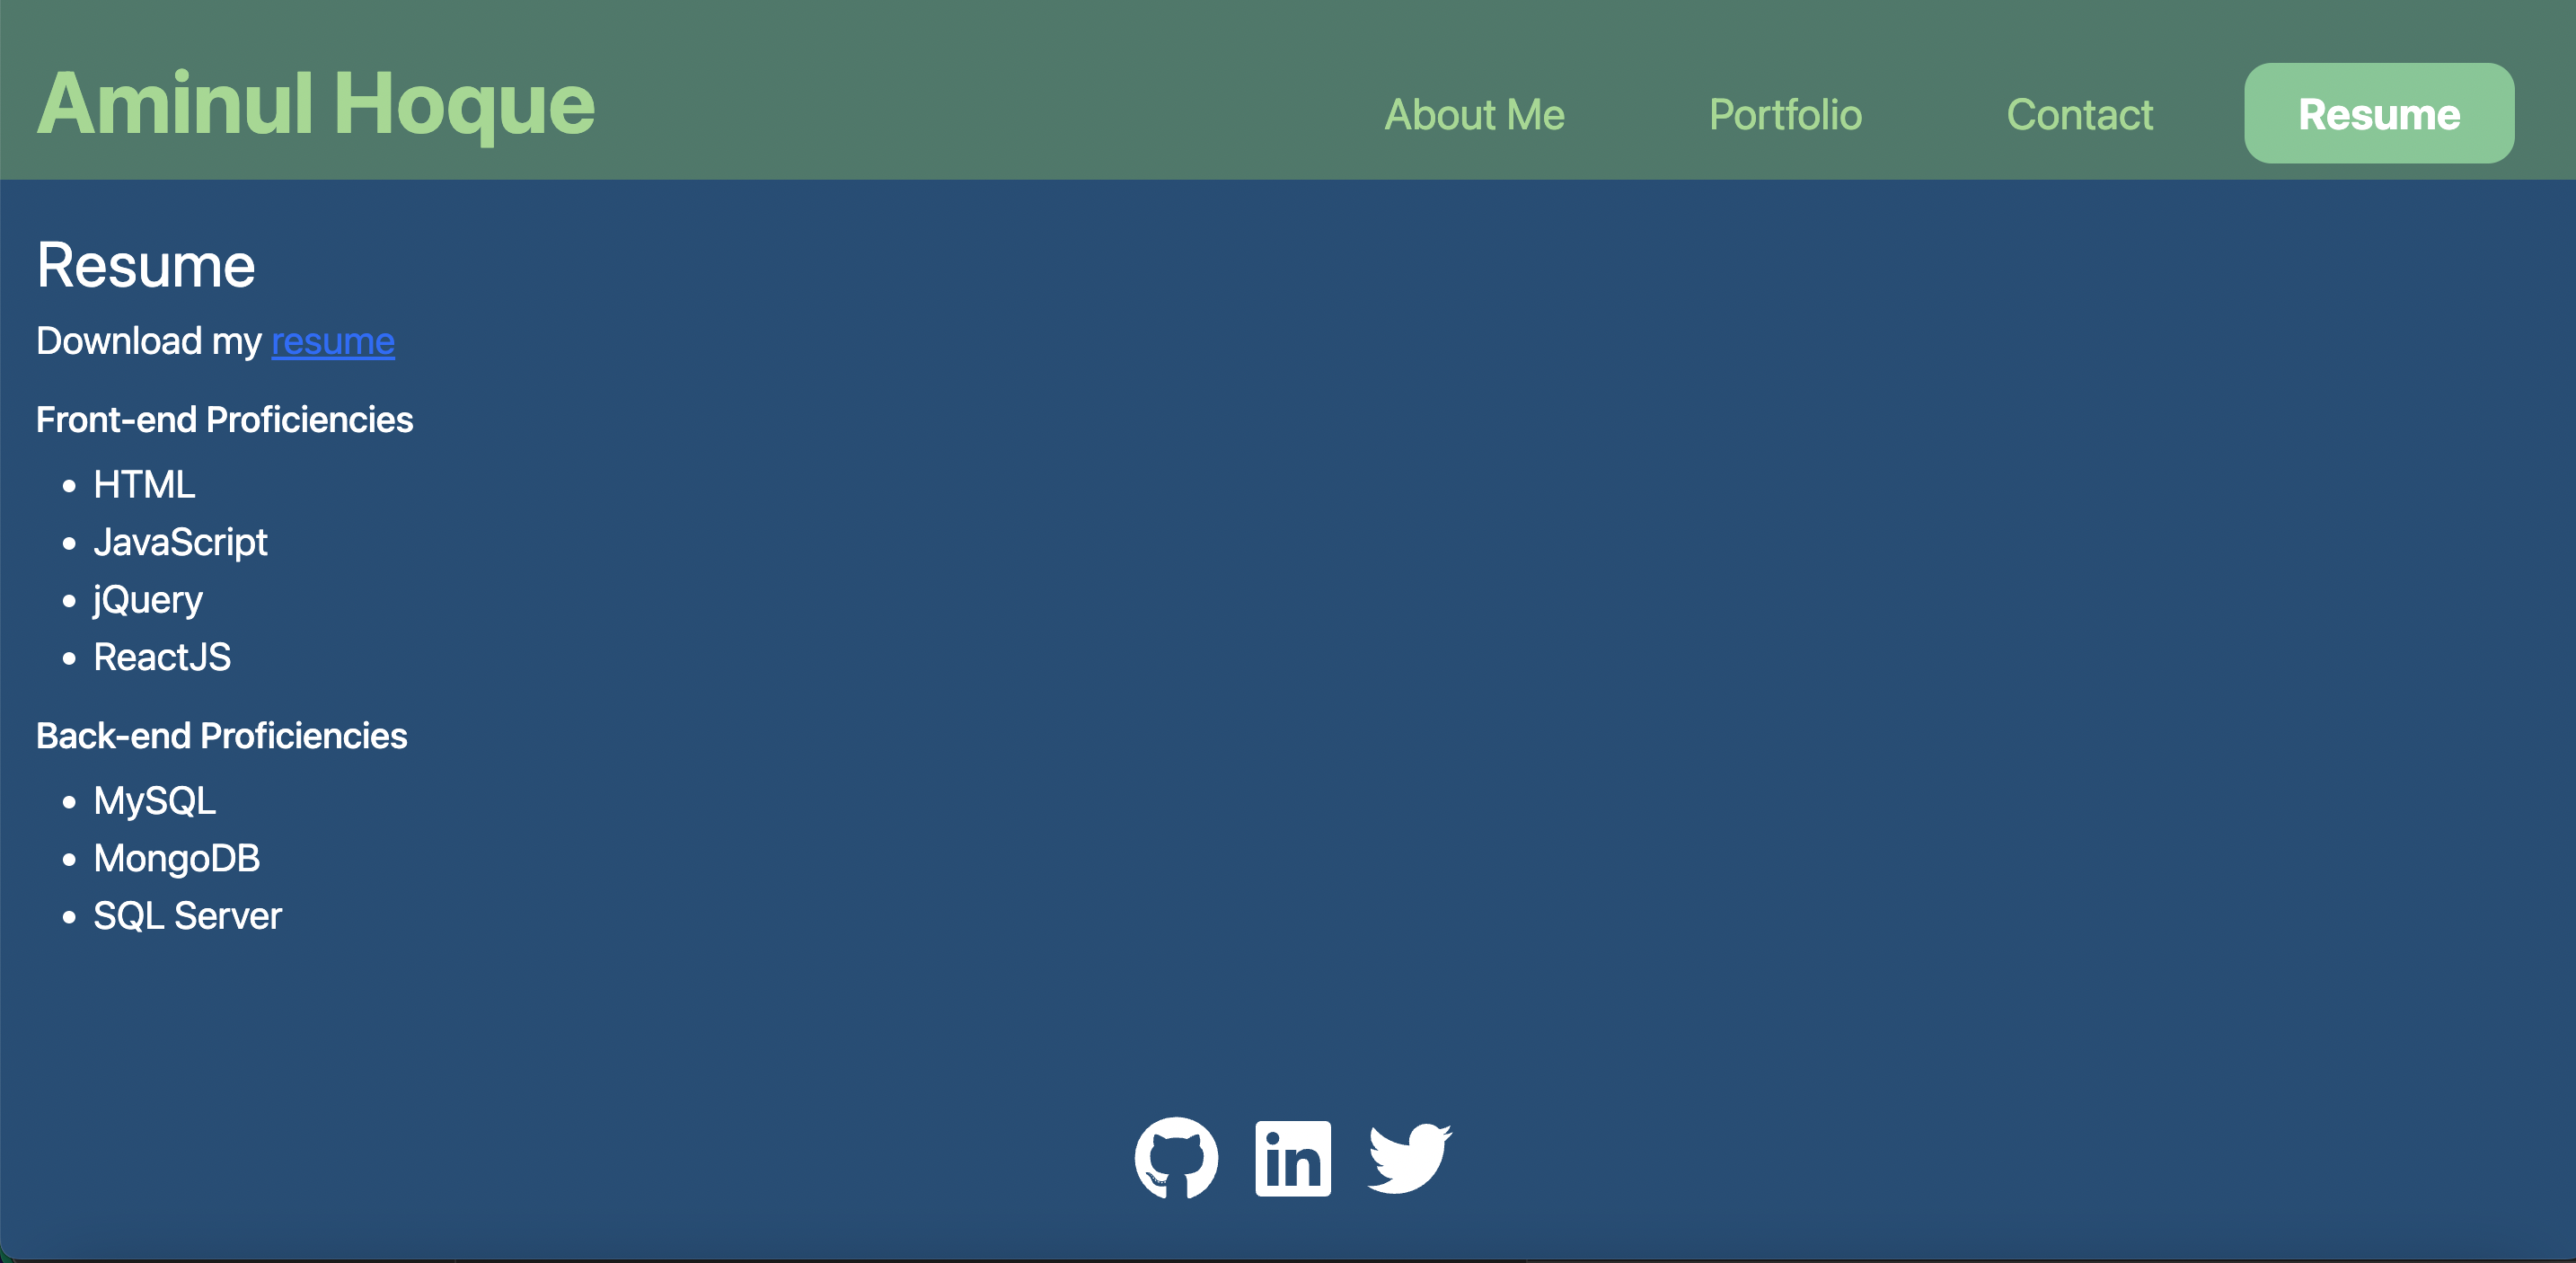 Aminul Hoque
About Me
Portfolio
Contact
Resume
Resume
Download my resume
Front-end Proficiencies
HTML
JavaScript
jQuery
ReactJS
Back-end Proficiencies
MySQL
MongoDB
SQL Server
in